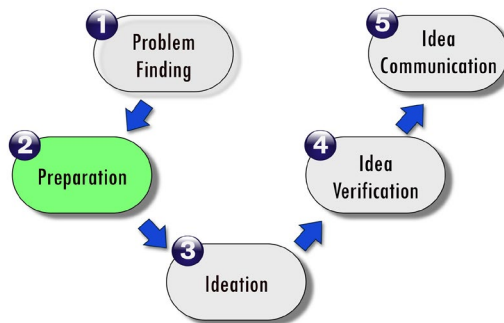 1
Problem
Finding
2
Preparation
3
Ideation
4
Idea
Verification
5
Idea
Communication